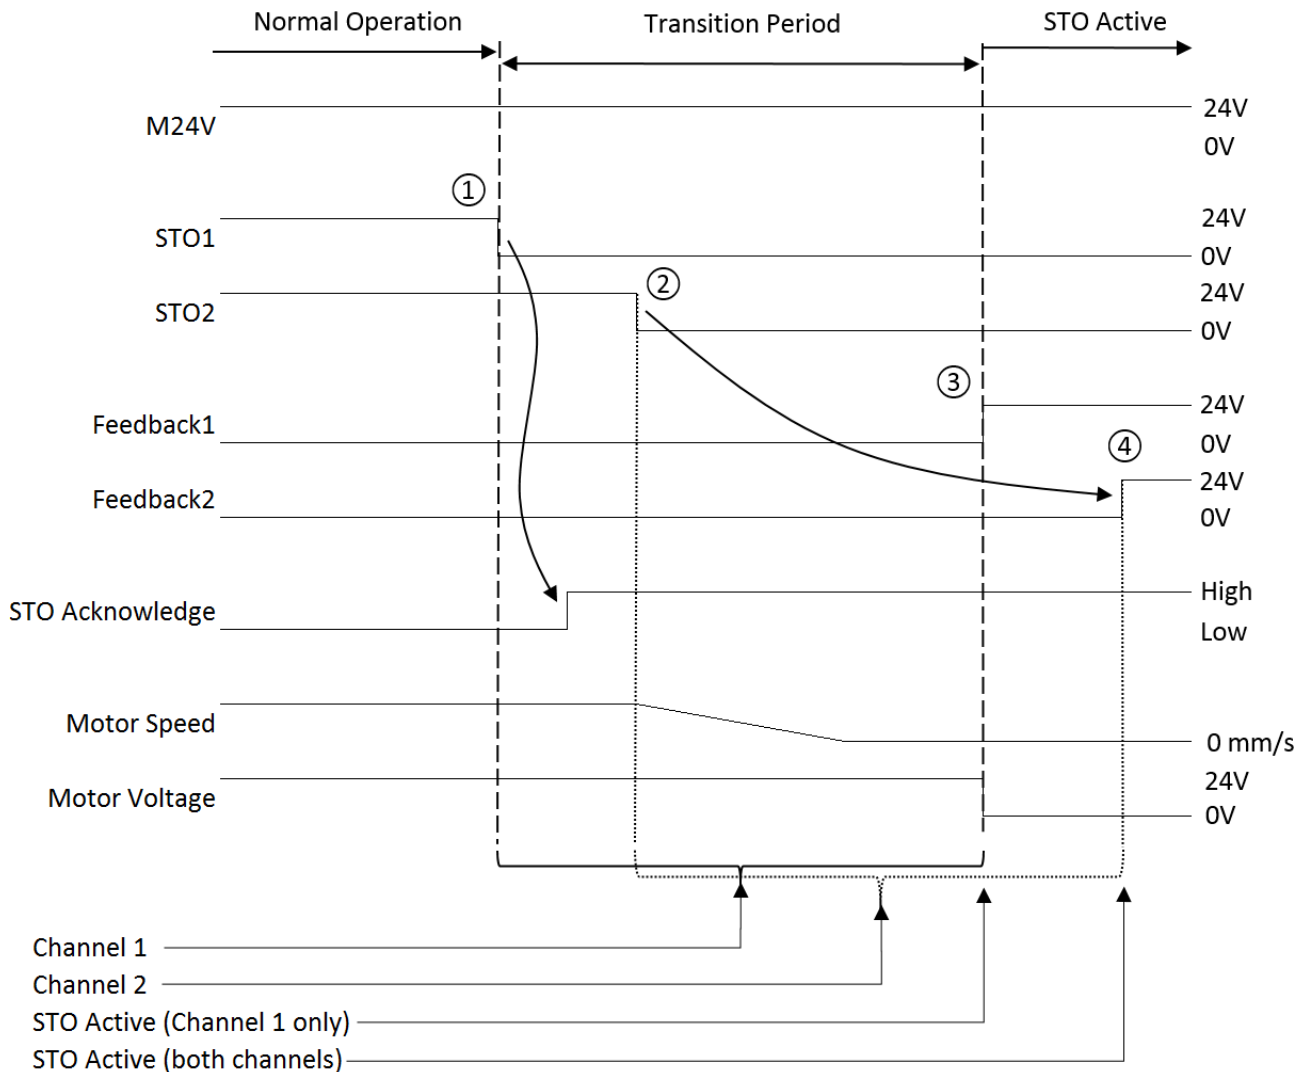 Normal Operation
Transition Period
STO Active
M24V
24V
0V
①
STO1
24V
0V
②
STO2
24V
0V
③
Feedback1
24V
0V
④
Feedback2
24V
0V
STO Acknowledge
High
Low
Motor Speed
0 mm/s
Motor Voltage
24V
0V
Channel 1
Channel 2
STO Active (Channel 1 only)
STO Active (both channels)